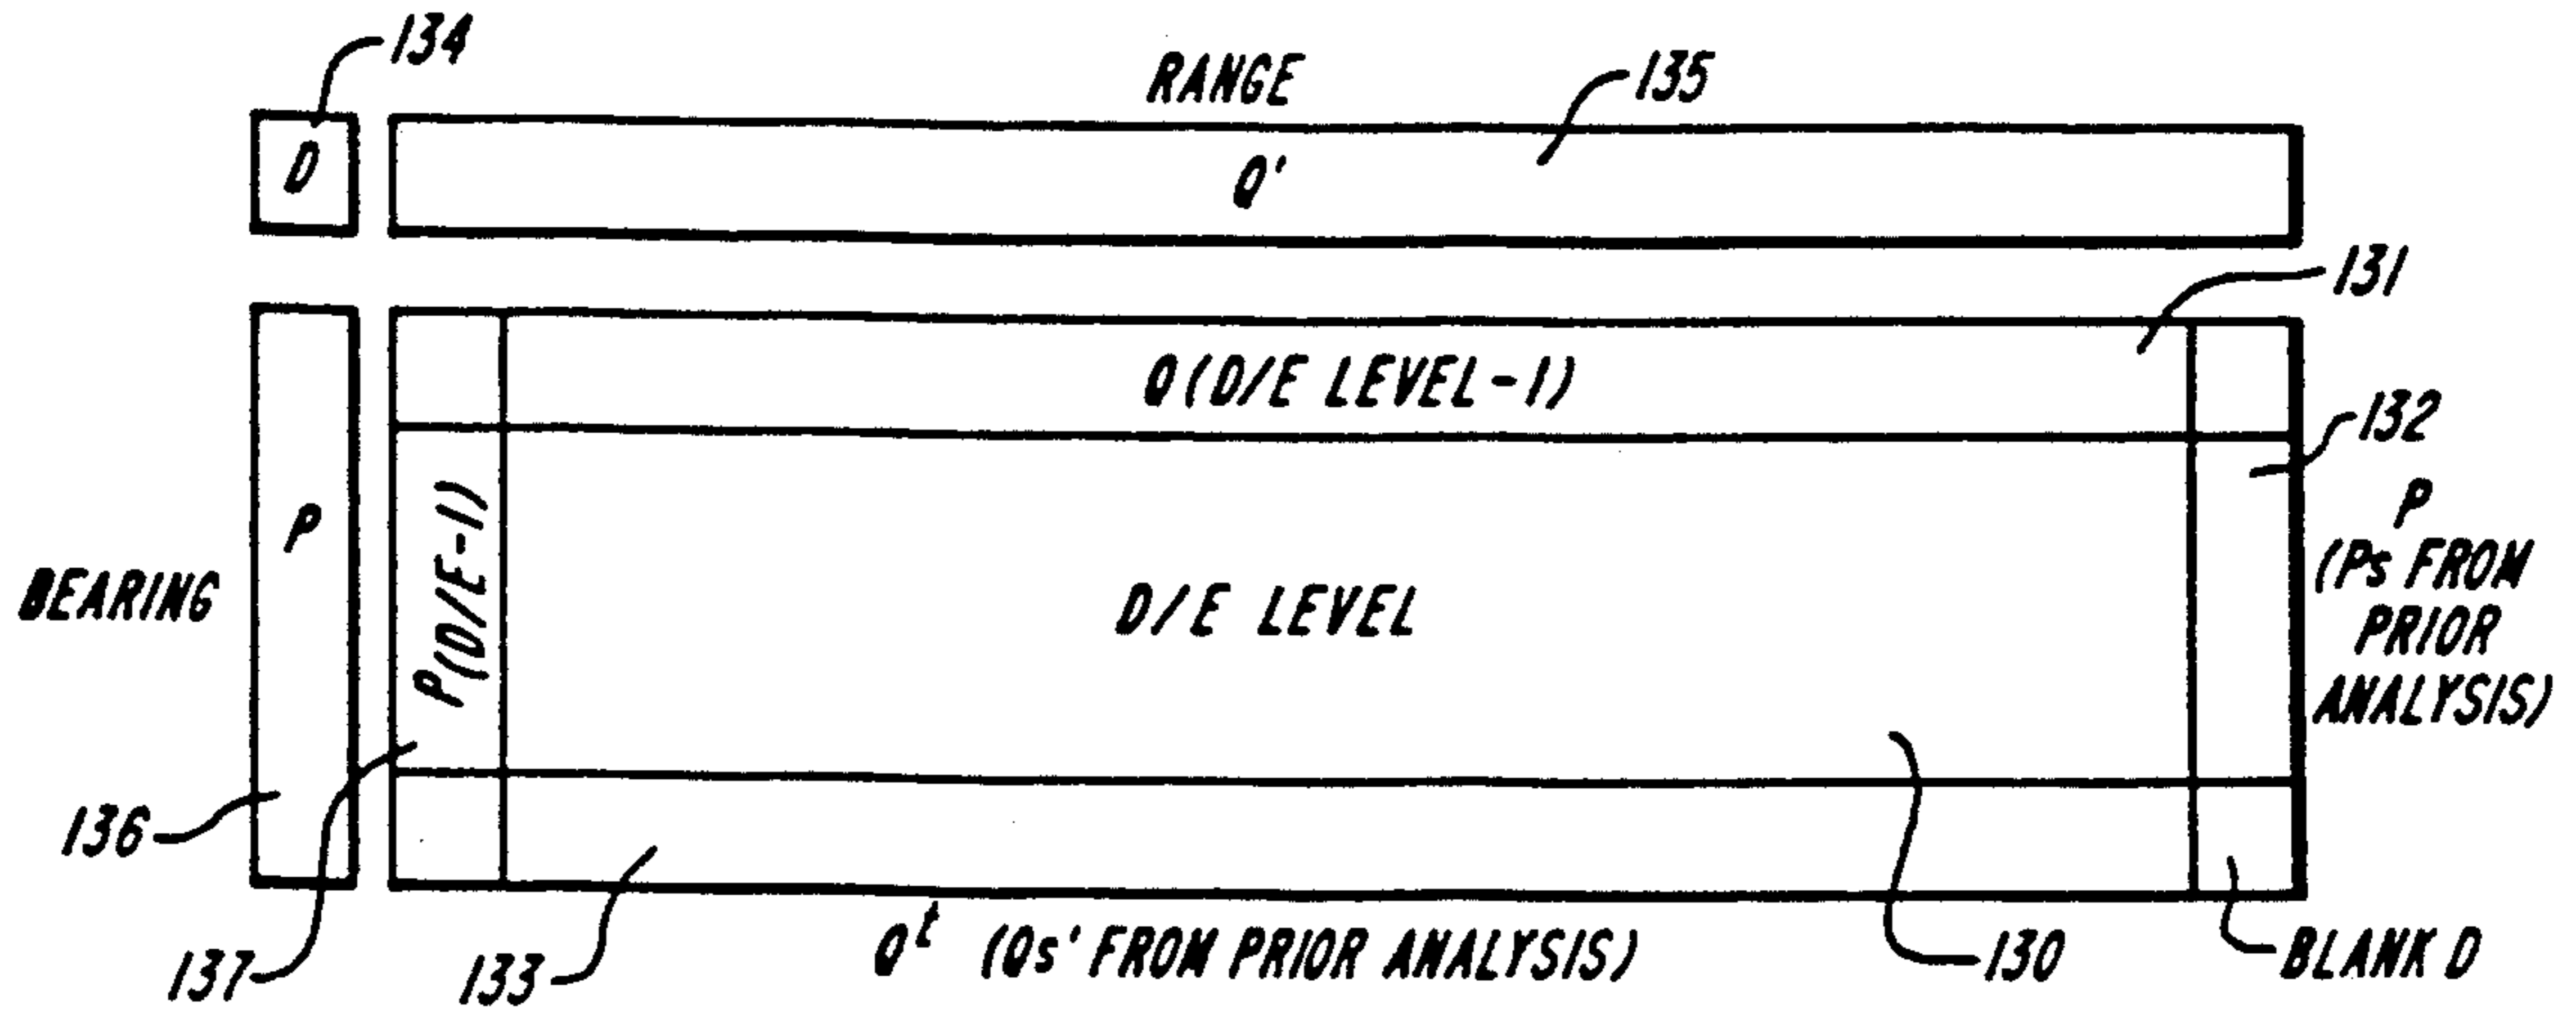 134
RANGE
135
D
Q'
131
Q(D/E LEVEL-1)
132
P
P(D/E-1)
P
(Ps FROM
PRIOR
ANALYSIS)
BEARING
D/E LEVEL
136
137
133
Qt (Qs' FROM PRIOR ANALYSIS)
130
BLANK D